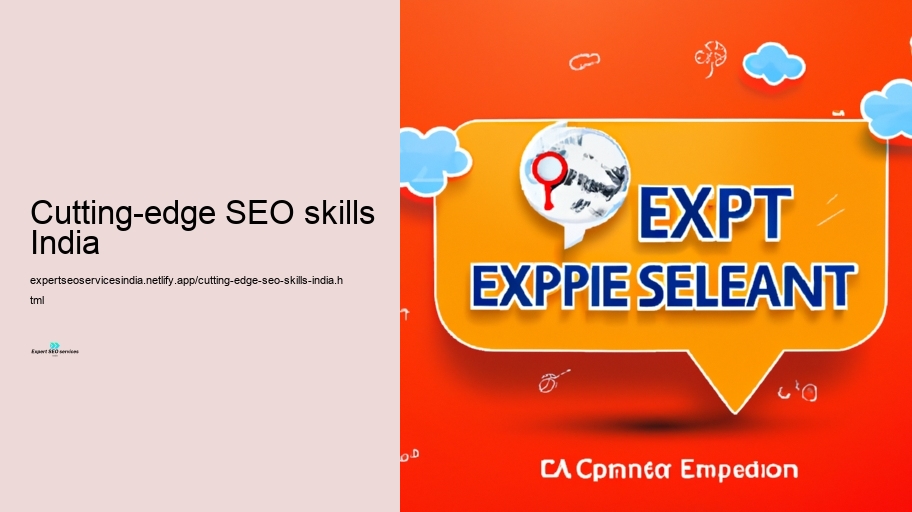 Cutting-edge SEO skills
India
expertseoservicesindia.netlify.app/cutting-edge-seo-skills-india.h
tml
Expert SEO services
EXPT
EXPPIE SELEANT
CA Cpmnter Empedion